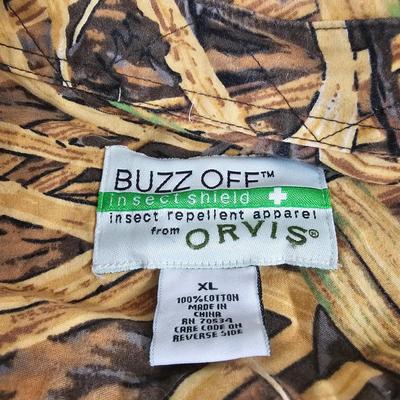 BUZZ OFF™
insect shield
insect repellent apparel
from ORVIS®
XL
100% COTTON
MADE IN
CHINA
RN 70534
CARE CODE ON
REVERSE SIDE